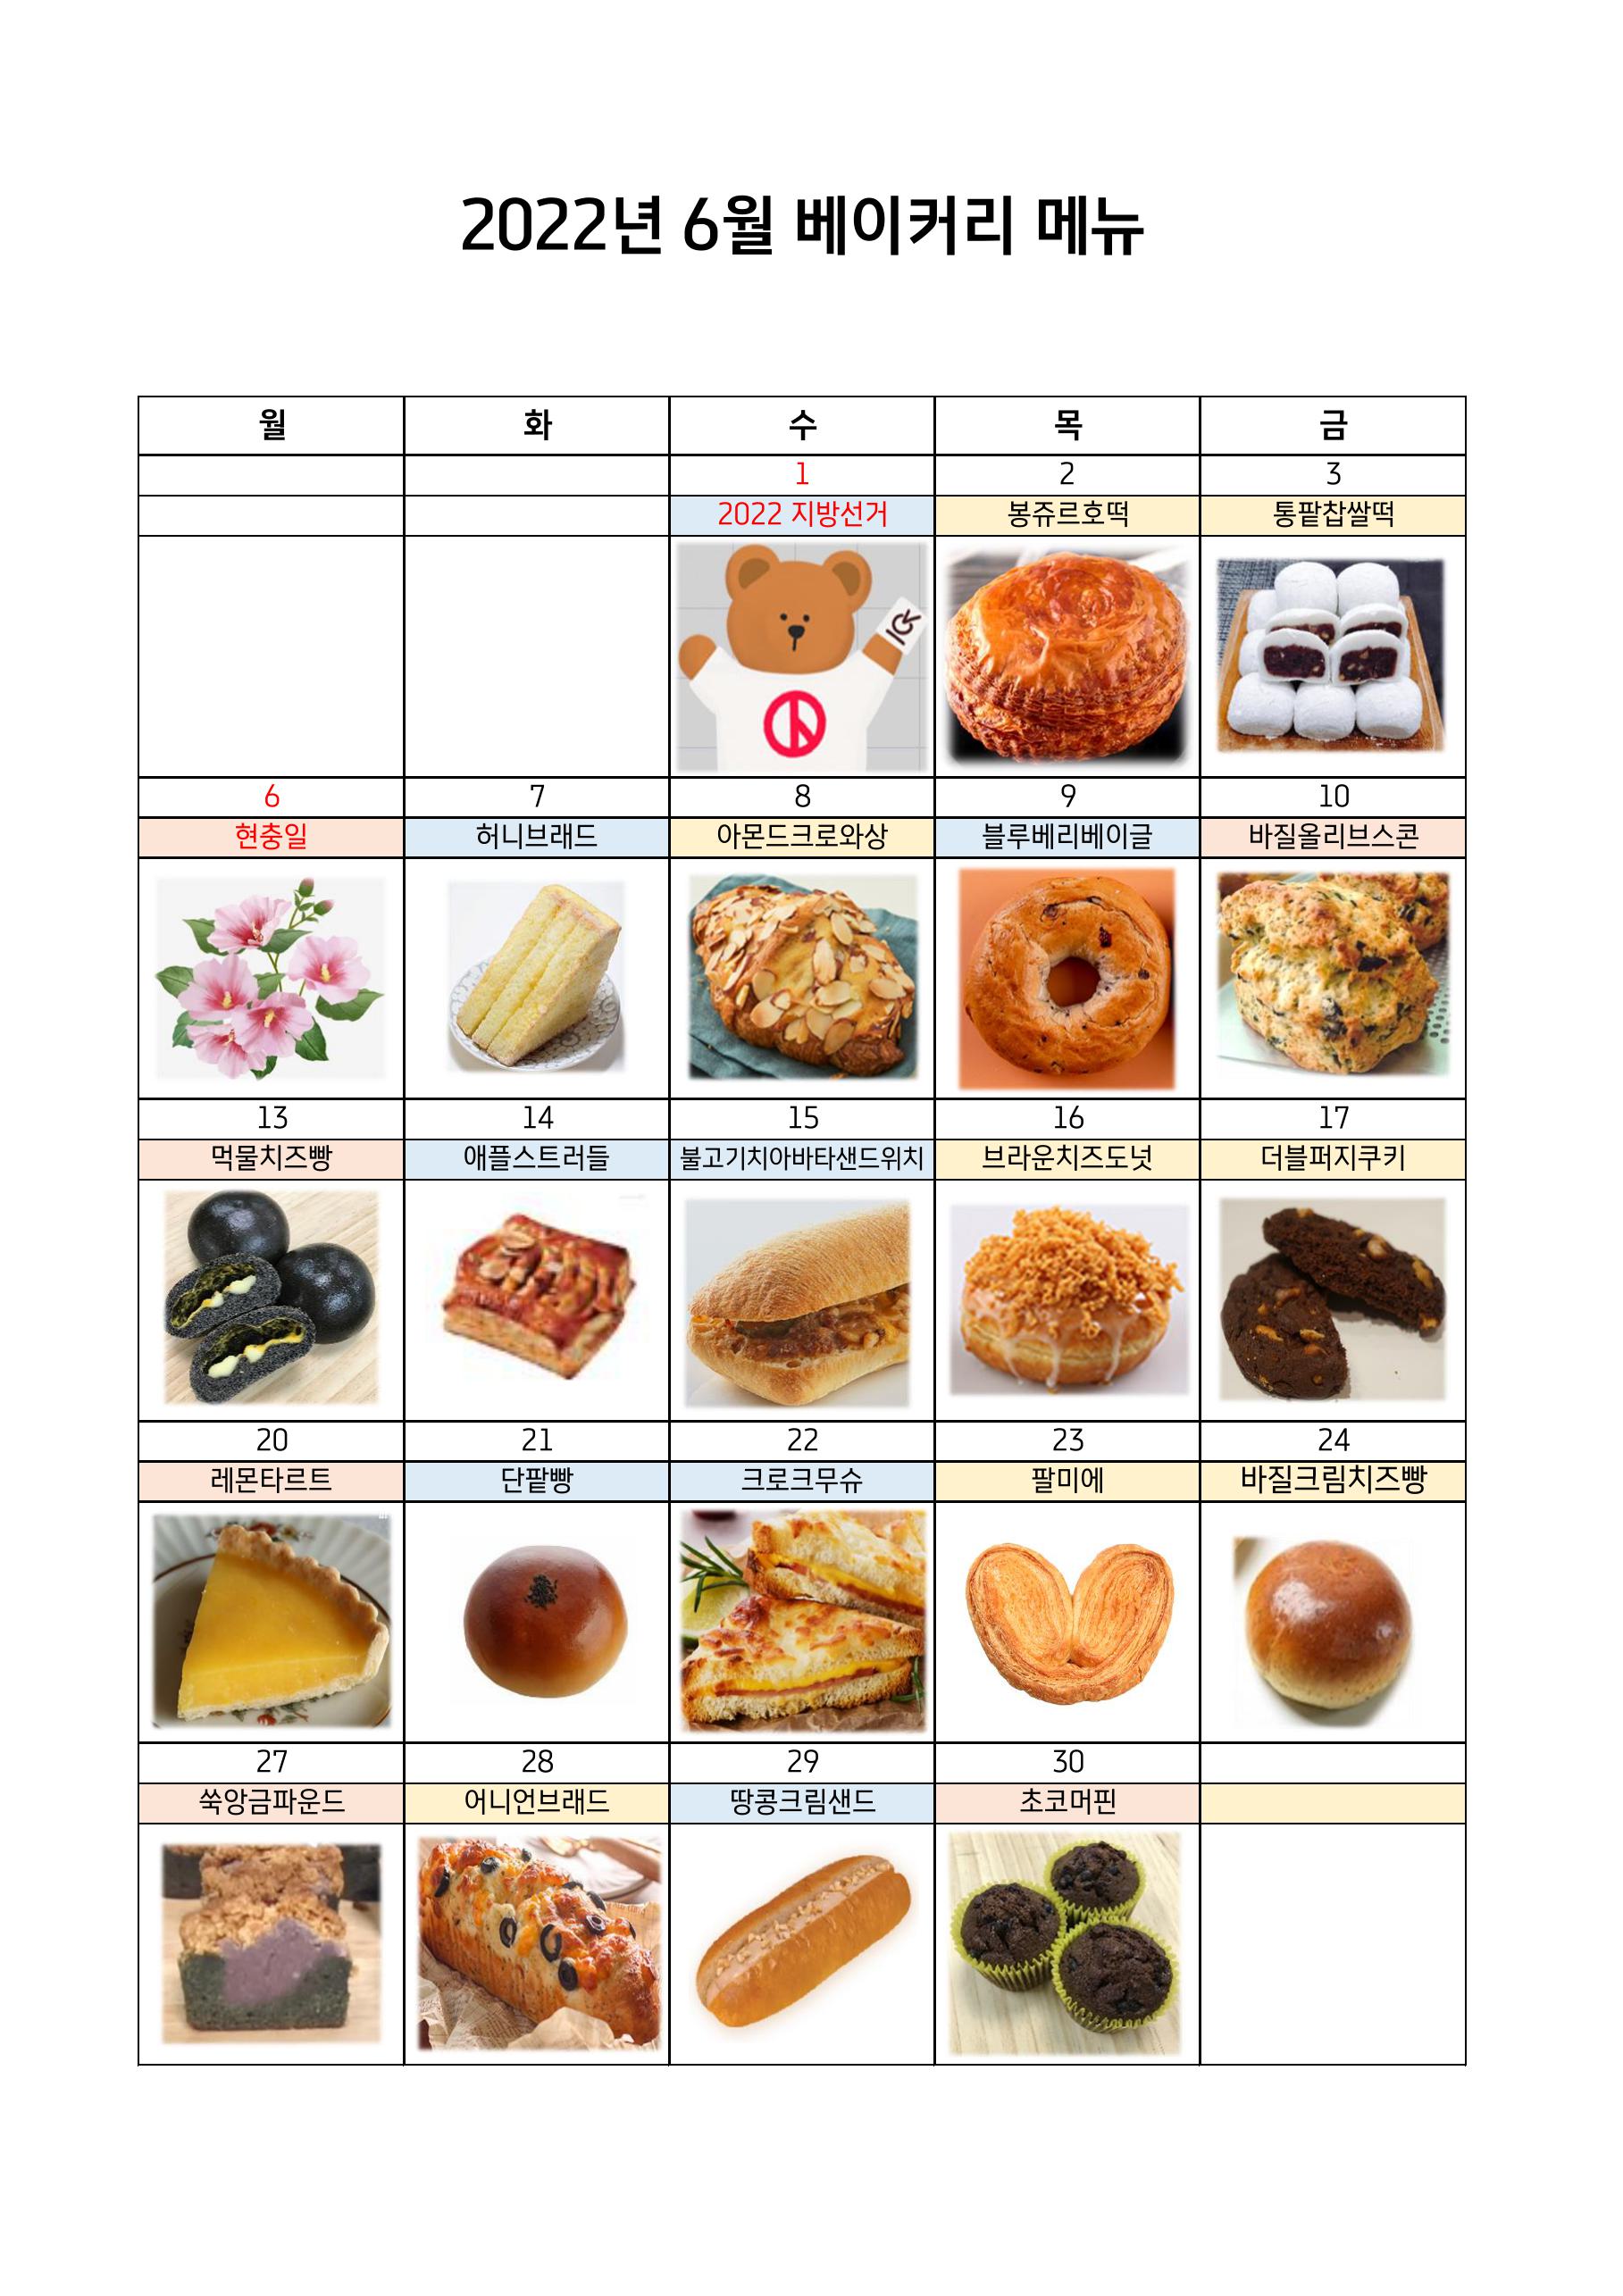 2022년 6월 베이커리 메뉴
월 화 수 목 금
1 2 3
2022 지방선거 봉쥬르호떡 통팥찹쌀떡
6 7 8 9 10
현충일 허니브래드 아몬드크로와상 블루베리베이글 바질올리브스콘
13 14 15 16 17
먹물치즈빵 애플스트러들 불고기치아바타샌드위치 브라운치즈도넛 더블퍼지쿠키
20 21 22 23 24
레몬타르트 단팥빵 크로크무슈 팔미에 바질크림치즈빵
27 28 29 30
쑥앙금파운드 어니언브래드 땅콩크림샌드 초코머핀